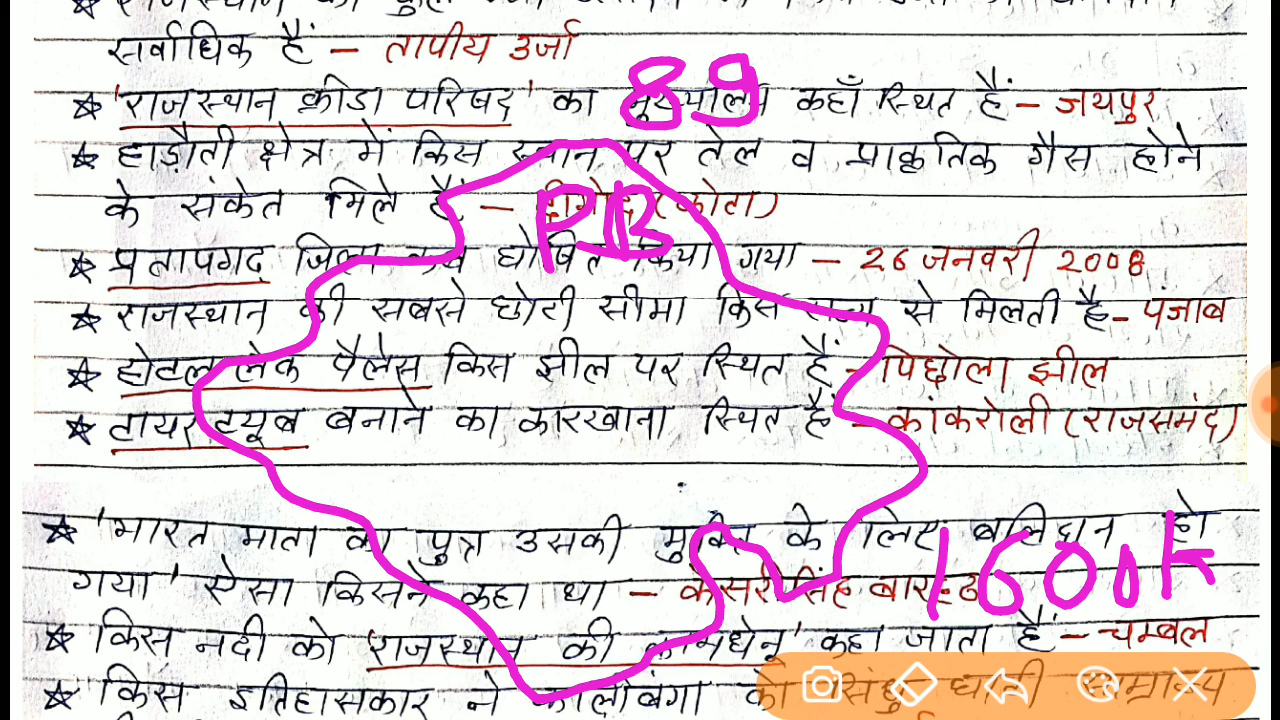 सर्वाधिक हैं - तापीय उर्जा
* 'राजस्थान क्रीडा परिषद' का मुख्यालय कहाँ स्थित हैं - जयपुर
89
* हाड़ौती क्षेत्र में किस स्थान पर तेल व प्राकृतिक गैस होने
के संकेत मिले हैं - (कोटा)
PB
* प्रतापगढ जिला कब घोषित किया गया - 26 जनवरी 2008
* राजस्थान की सबसे छोटी सीमा किस राज्य से मिलती है - पंजाब
* होटल लेक पैलेस किस झील पर स्थित हैं - पिछोला झील
* टायर ट्यूब बनाने का कारखाना स्थित हैं - कांकरोली (राजसमंद)
* 'भारत माता का पुत्र उसकी मुक्ति के लिए बलिदान हो
गया' ऐसा किसने कहा था - केसरी सिंह बारहठ
160 K
* किस नदी को 'राजस्थान की कामधेनु' कहा जाता हैं - चम्बल
* किस इतिहासकार ने कालीबंगा को सिंधु घाटी साम्राज्य